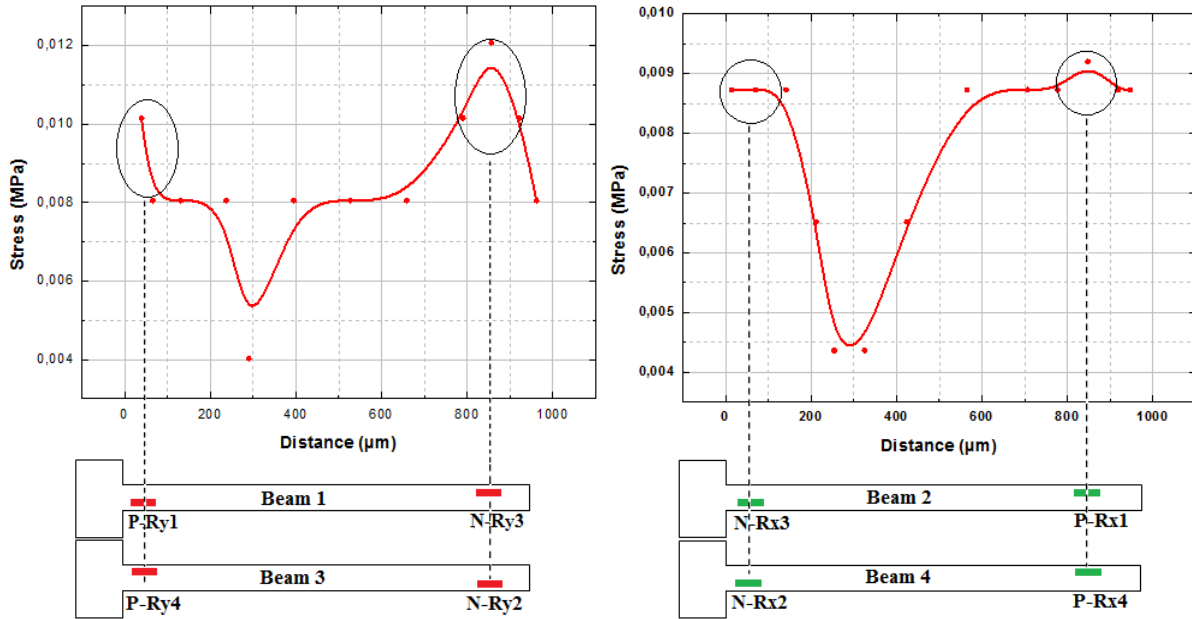 0,012
0,010
0,008
0,006
0,004
Stress (MPa)
0 200 400 600 800 1000
Distance (µm)
Beam 1
P-Ry1 N-Ry3
Beam 3
P-Ry4 N-Ry2
0,010
0,009
0,008
0,007
0,006
0,005
0,004
Stress (MPa)
0 200 400 600 800 1000
Distance (µm)
Beam 2
N-Rx3 P-Rx1
Beam 4
N-Rx2 P-Rx4